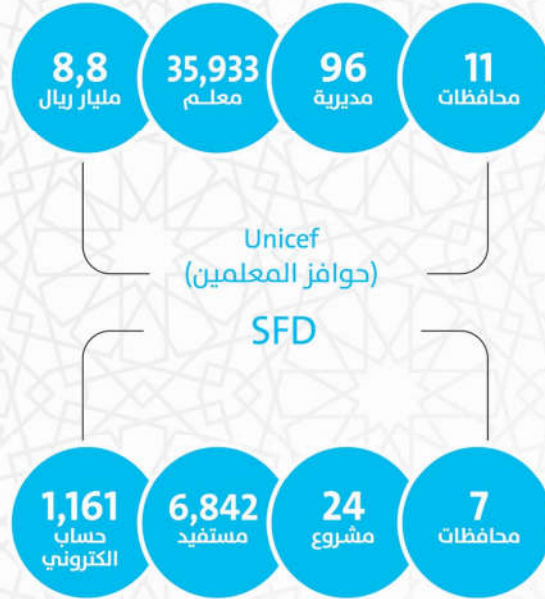 11
محافظات
96
مديرية
35,933
معلـم
8,8
مليار ريال
Unicef
(حوافز المعلمين)
SFD
7
محافظات
24
مشروع
6,842
مستفيد
1,161
حساب
الكتروني